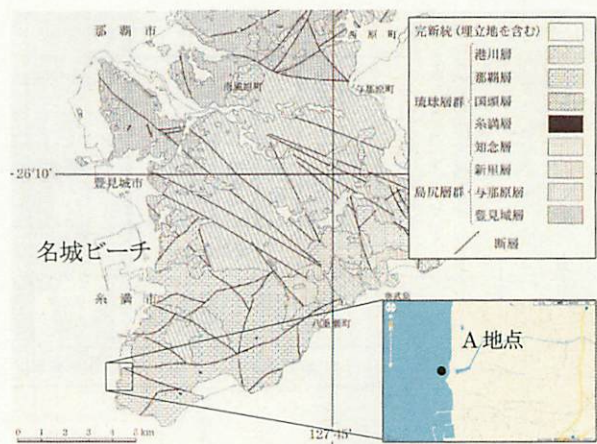 那覇市
西原町
南風原町
与那原町
26°10'
豊見城市
名城ビーチ
糸満市
八重瀬町
127°45'
0 1 2 3 4 5 km
A 地点
完新統 (埋立地を含む)
琉球層群
港川層
那覇層
国頭層
糸満層
知念層
島尻層群
新里層
与那原層
豊見城層
断層